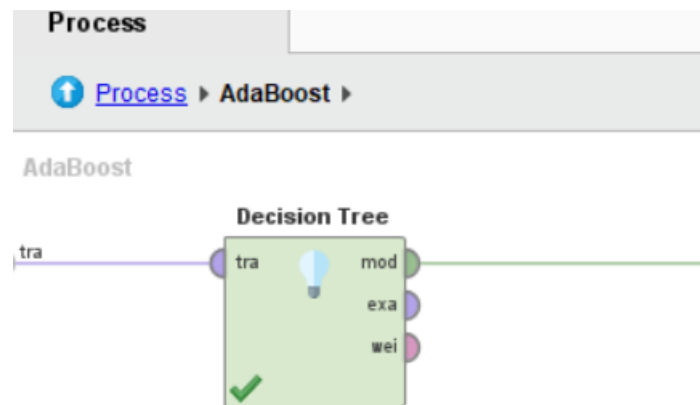 Process
Process AdaBoost
AdaBoost
Decision Tree
tra
tra mod
exa
wei